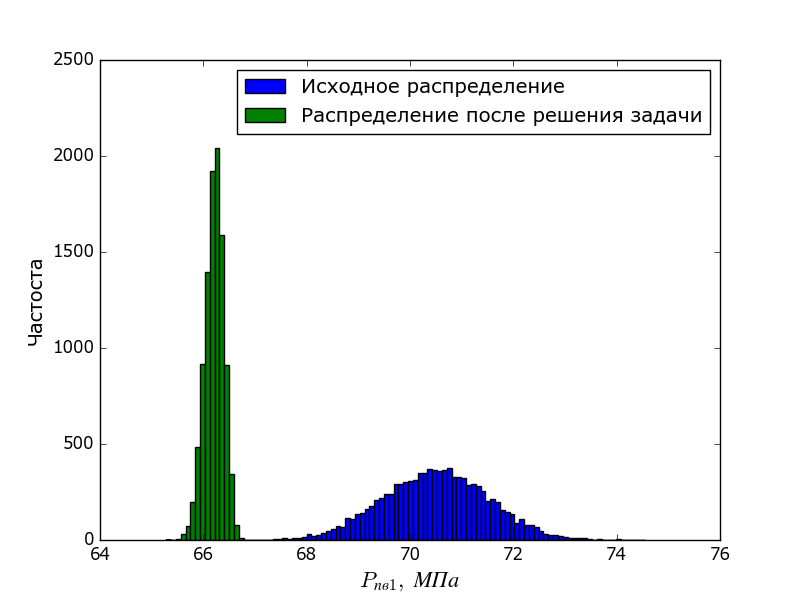 2500
2000
1500
1000
500
0
Частоста
Исходное распределение
Распределение после решения задачи
64 66 68 70 72 74 76
Pпв1, МПа